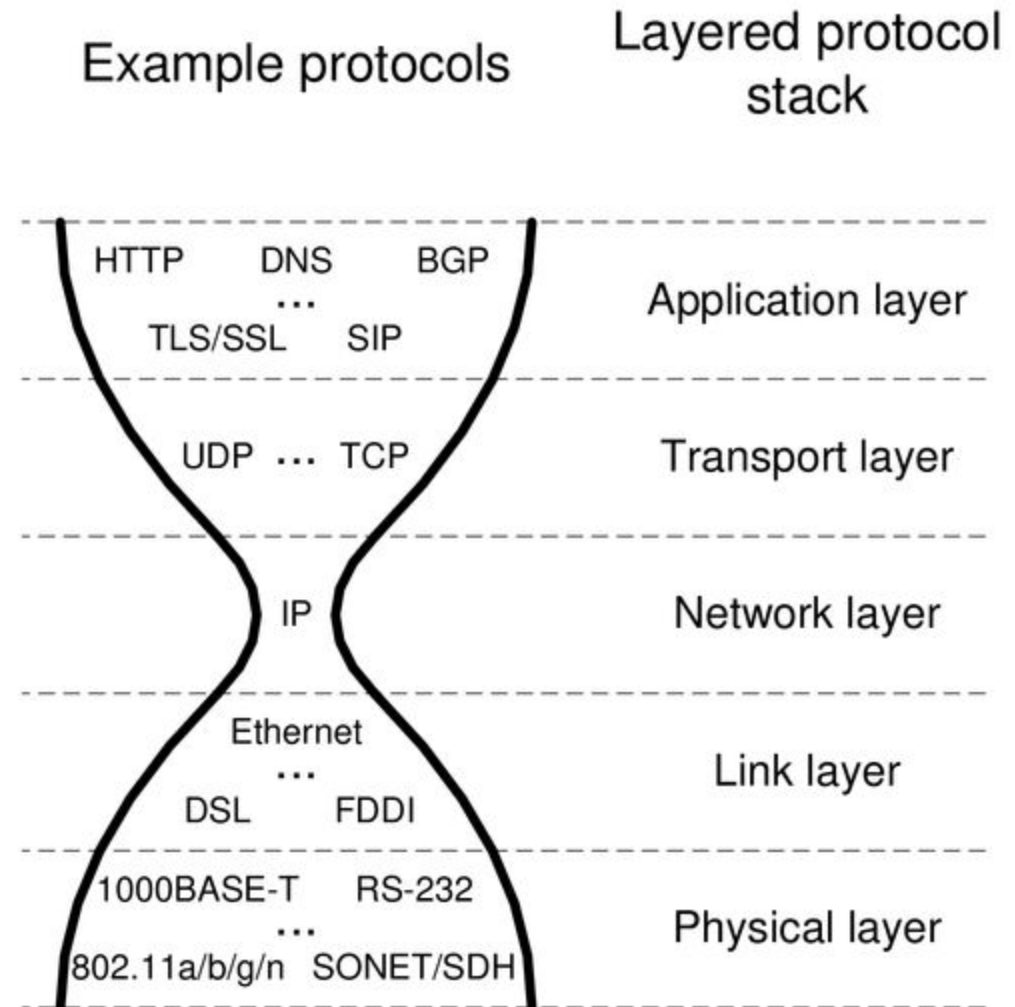 Example protocols
Layered protocol
stack
HTTP DNS BGP
...
TLS/SSL SIP
Application layer
UDP ... TCP
Transport layer
IP
Network layer
Ethernet
...
DSL FDDI
Link layer
1000BASE-T RS-232
...
802.11a/b/g/n SONET/SDH
Physical layer